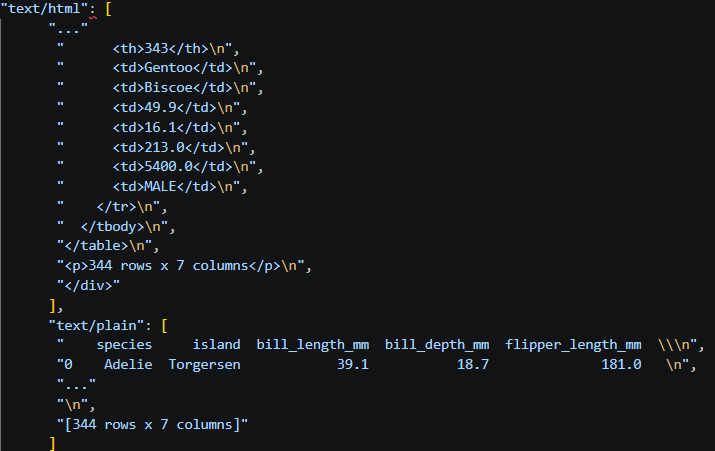 "text/html": [
      "..."
       "      <th>343</th>\n",
       "      <td>Gentoo</td>\n",
       "      <td>Biscoe</td>\n",
       "      <td>49.9</td>\n",
       "      <td>16.1</td>\n",
       "      <td>213.0</td>\n",
       "      <td>5400.0</td>\n",
       "      <td>MALE</td>\n",
       "    </tr>\n",
       "  </tbody>\n",
       "</table>\n",
       "<p>344 rows x 7 columns</p>\n",
       "</div>"
      ],
      "text/plain": [
       "    species     island  bill_length_mm  bill_depth_mm  flipper_length_mm  \\\n",
       "0    Adelie  Torgersen            39.1           18.7              181.0   \n",
       "..."
       "\n",
       "[344 rows x 7 columns]"
      ]